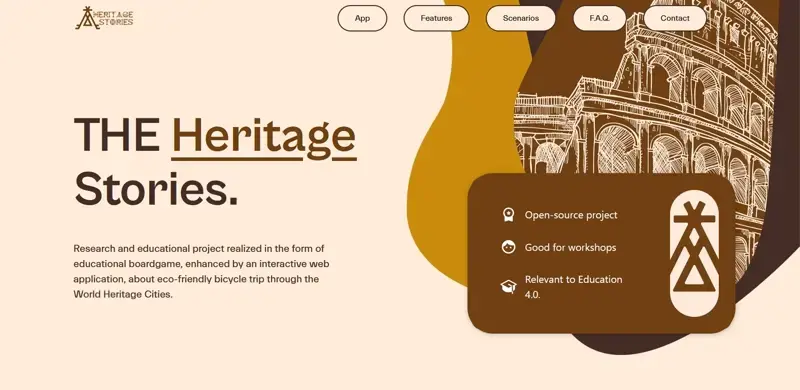 HERITAGE
STORIES
App
Features
Scenarios
F.A.Q.
Contact
THE Heritage
Stories.
Research and educational project realized in the form of
educational boardgame, enhanced by an interactive web
application, about eco-friendly bicycle trip through the
World Heritage Cities.
Open-source project
Good for workshops
Relevant to Education
4.0.